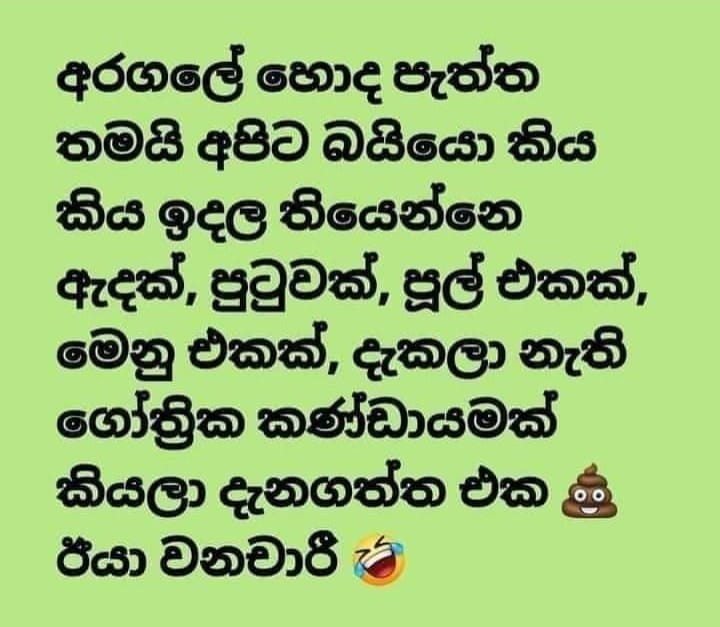 අරගලේ හොද පැත්ත
තමයි අපිට බයියො කිය
කිය ඉදල තියෙන්නෙ
ඇදක්, පුටුවක්, පූල් එකක්,
මෙනු එකක්, දැකලා නැති
ගෝත්‍රික කණ්ඩායමක්
කියලා දැනගත්ත එක 💩
ඊයා වනචාරී 🤣